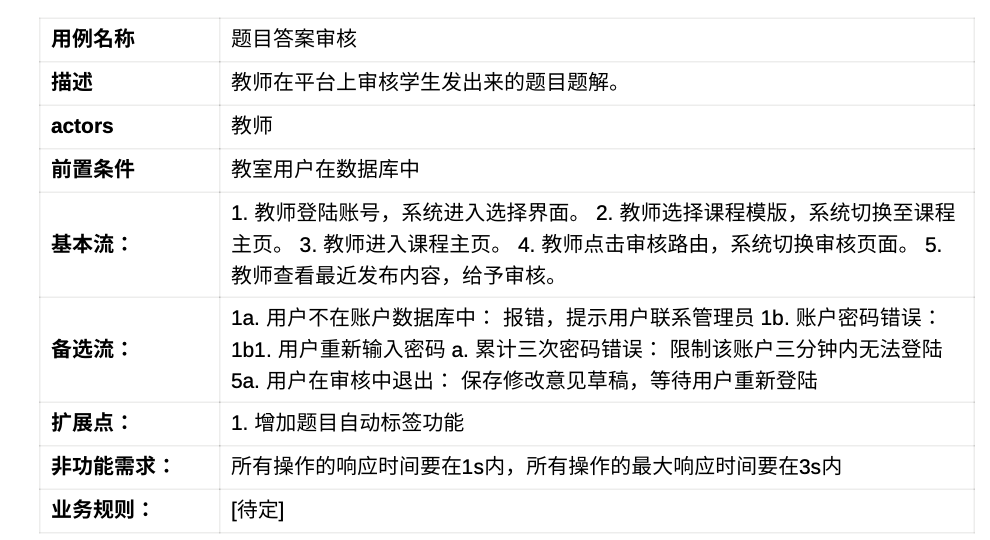 用例名称 题目答案审核
描述 教师在平台上审核学生发出来的题目题解。
actors 教师
前置条件 教室用户在数据库中
基本流： 1. 教师登陆账号，系统进入选择界面。 2. 教师选择课程模版，系统切换至课程
主页。 3. 教师进入课程主页。 4. 教师点击审核路由，系统切换审核页面。 5.
教师查看最近发布内容，给予审核。
备选流： 1a. 用户不在账户数据库中： 报错，提示用户联系管理员 1b. 账户密码错误：
1b1. 用户重新输入密码 a. 累计三次密码错误： 限制该账户三分钟内无法登陆
5a. 用户在审核中退出： 保存修改意见草稿，等待用户重新登陆
扩展点： 1. 增加题目自动标签功能
非功能需求： 所有操作的响应时间要在1s内，所有操作的最大响应时间要在3s内
业务规则： [待定]